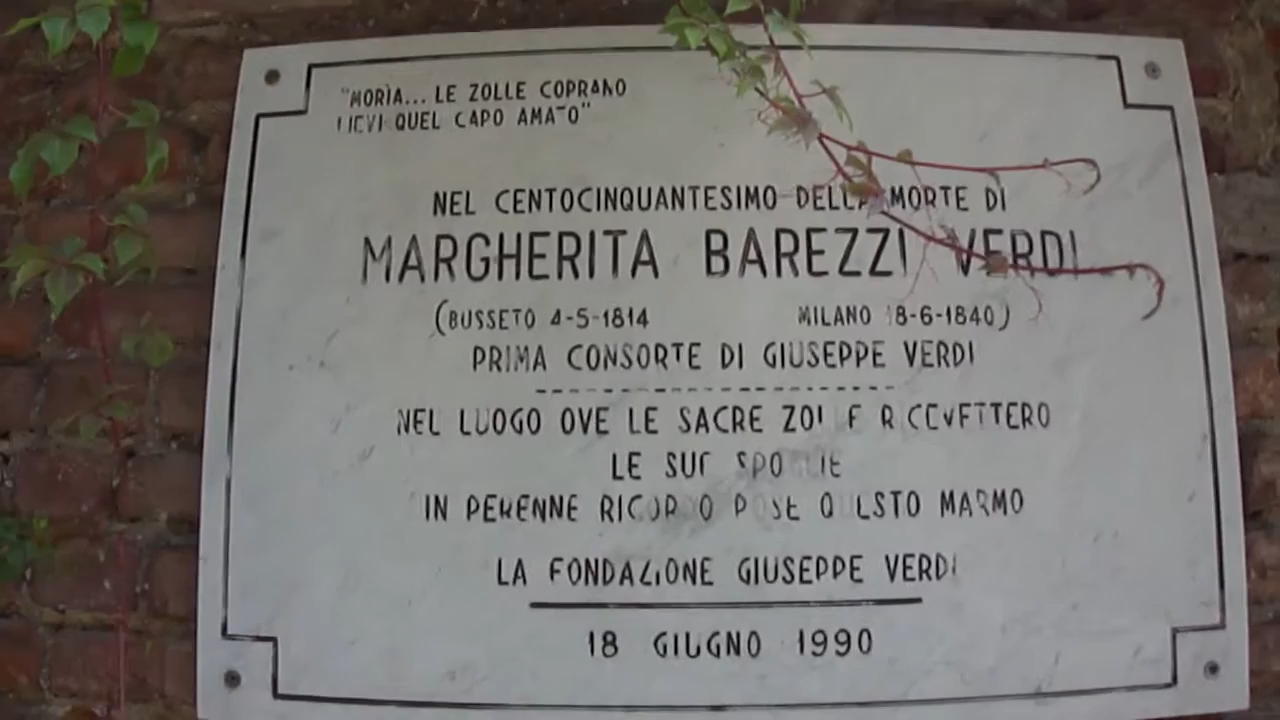 "MORÌA... LE ZOLLE COPRANO
LIEVI QUEL CAPO AMATO"
NEL CENTOCINQUANTESIMO DELLA MORTE DI
MARGHERITA BAREZZI VERDI
(BUSSETO 4-5-1814 MILANO 18-6-1840)
PRIMA CONSORTE DI GIUSEPPE VERDI
NEL LUOGO OVE LE SACRE ZOLLE RICEVETTERO
LE SUE SPOGLIE
IN PERENNE RICORDO POSE QUESTO MARMO
LA FONDAZIONE GIUSEPPE VERDI
18 GIUGNO 1990